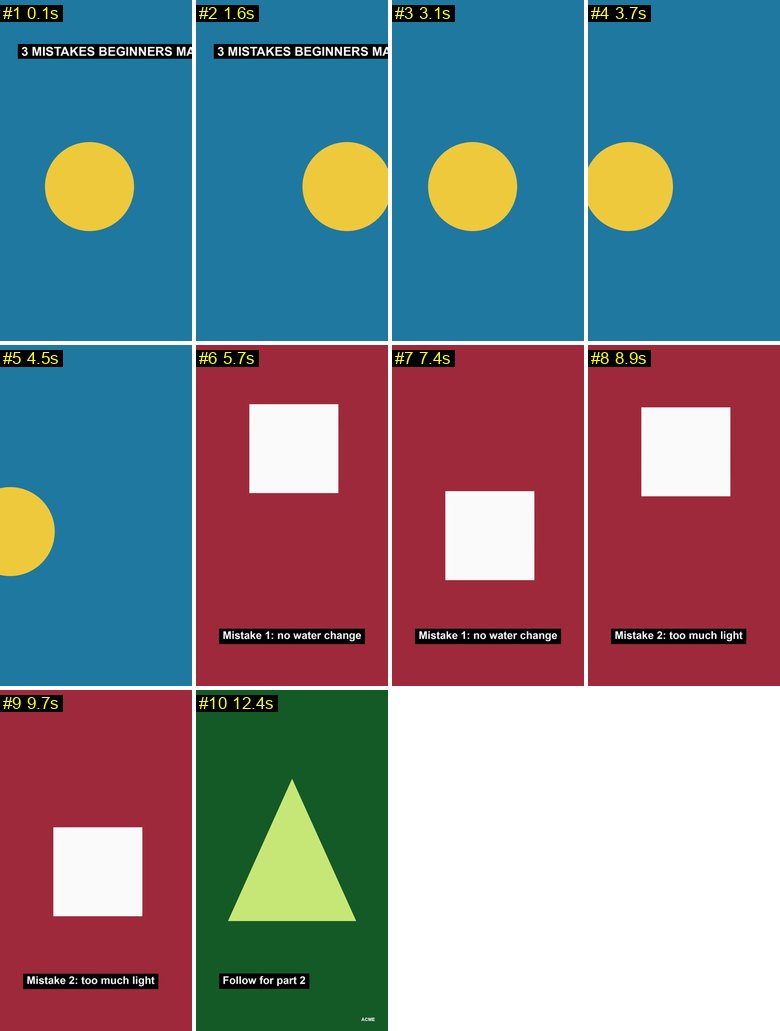 #1 0.1s
3 MISTAKES BEGINNERS MA
#2 1.6s
3 MISTAKES BEGINNERS MA
#3 3.1s
#4 3.7s
#5 4.5s
#6 5.7s
Mistake 1: no water change
#7 7.4s
Mistake 1: no water change
#8 8.9s
Mistake 2: too much light
#9 9.7s
Mistake 2: too much light
#10 12.4s
Follow for part 2
ACME